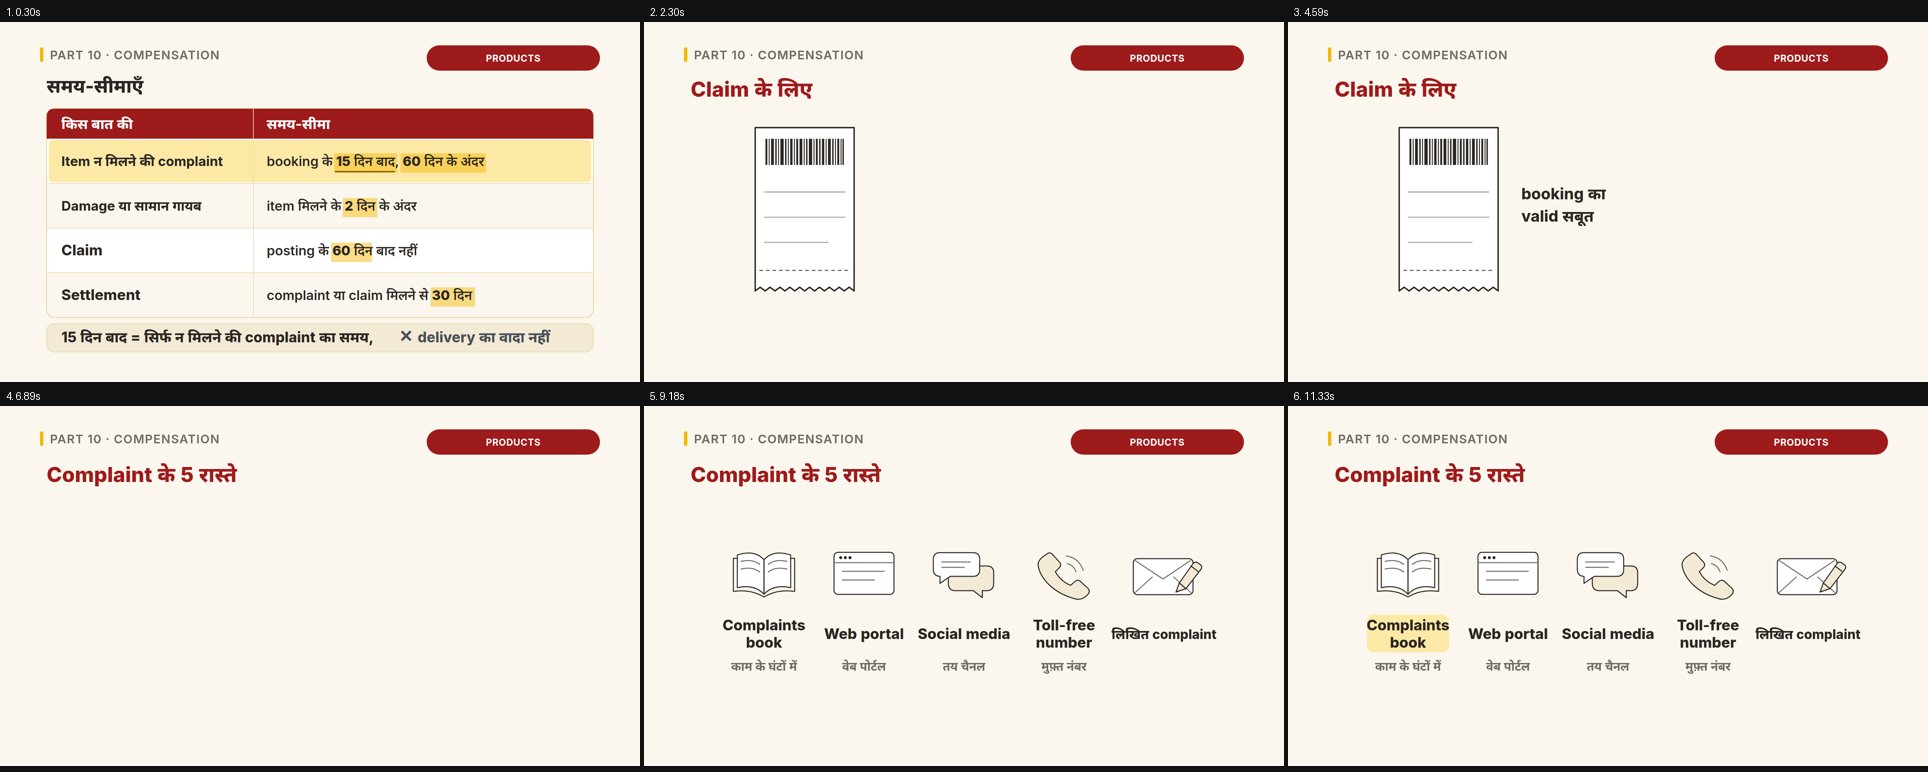 1. 0.30s
PART 10 · COMPENSATION
PRODUCTS
समय-सीमाएँ
किस बात की
समय-सीमा
Item न मिलने की complaint
booking के 15 दिन बाद, 60 दिन के अंदर
Damage या सामान गायब
item मिलने के 2 दिन के अंदर
Claim
posting के 60 दिन बाद नहीं
Settlement
complaint या claim मिलने से 30 दिन
15 दिन बाद = सिर्फ न मिलने की complaint का समय, ✕ delivery का वादा नहीं
2. 2.30s
PART 10 · COMPENSATION
PRODUCTS
Claim के लिए
3. 4.59s
PART 10 · COMPENSATION
PRODUCTS
Claim के लिए
booking का
valid सबूत
4. 6.89s
PART 10 · COMPENSATION
PRODUCTS
Complaint के 5 रास्ते
5. 9.18s
PART 10 · COMPENSATION
PRODUCTS
Complaint के 5 रास्ते
Complaints
book
काम के घंटों में
Web portal
वेब पोर्टल
Social media
तय चैनल
Toll-free
number
मुफ़्त नंबर
लिखित complaint
6. 11.33s
PART 10 · COMPENSATION
PRODUCTS
Complaint के 5 रास्ते
Complaints
book
काम के घंटों में
Web portal
वेब पोर्टल
Social media
तय चैनल
Toll-free
number
मुफ़्त नंबर
लिखित complaint